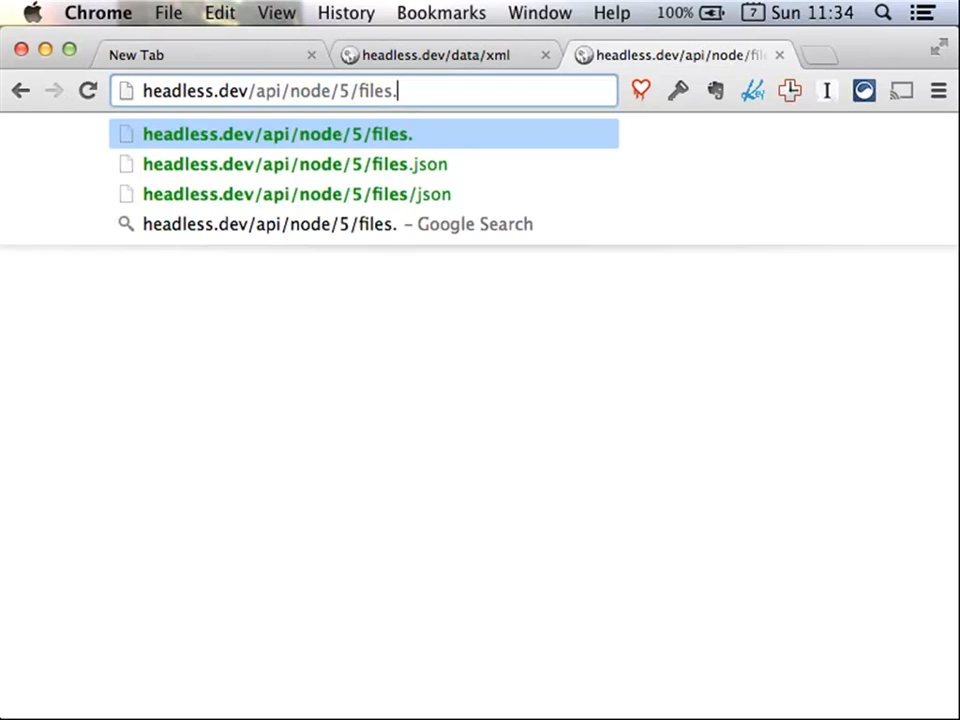 Chrome File Edit View History Bookmarks Window Help 100% 7 Sun 11:34
New Tab headless.dev/data/xml headless.dev/api/node/fil
headless.dev/api/node/5/files.
headless.dev/api/node/5/files.
headless.dev/api/node/5/files.json
headless.dev/api/node/5/files/json
headless.dev/api/node/5/files. – Google Search